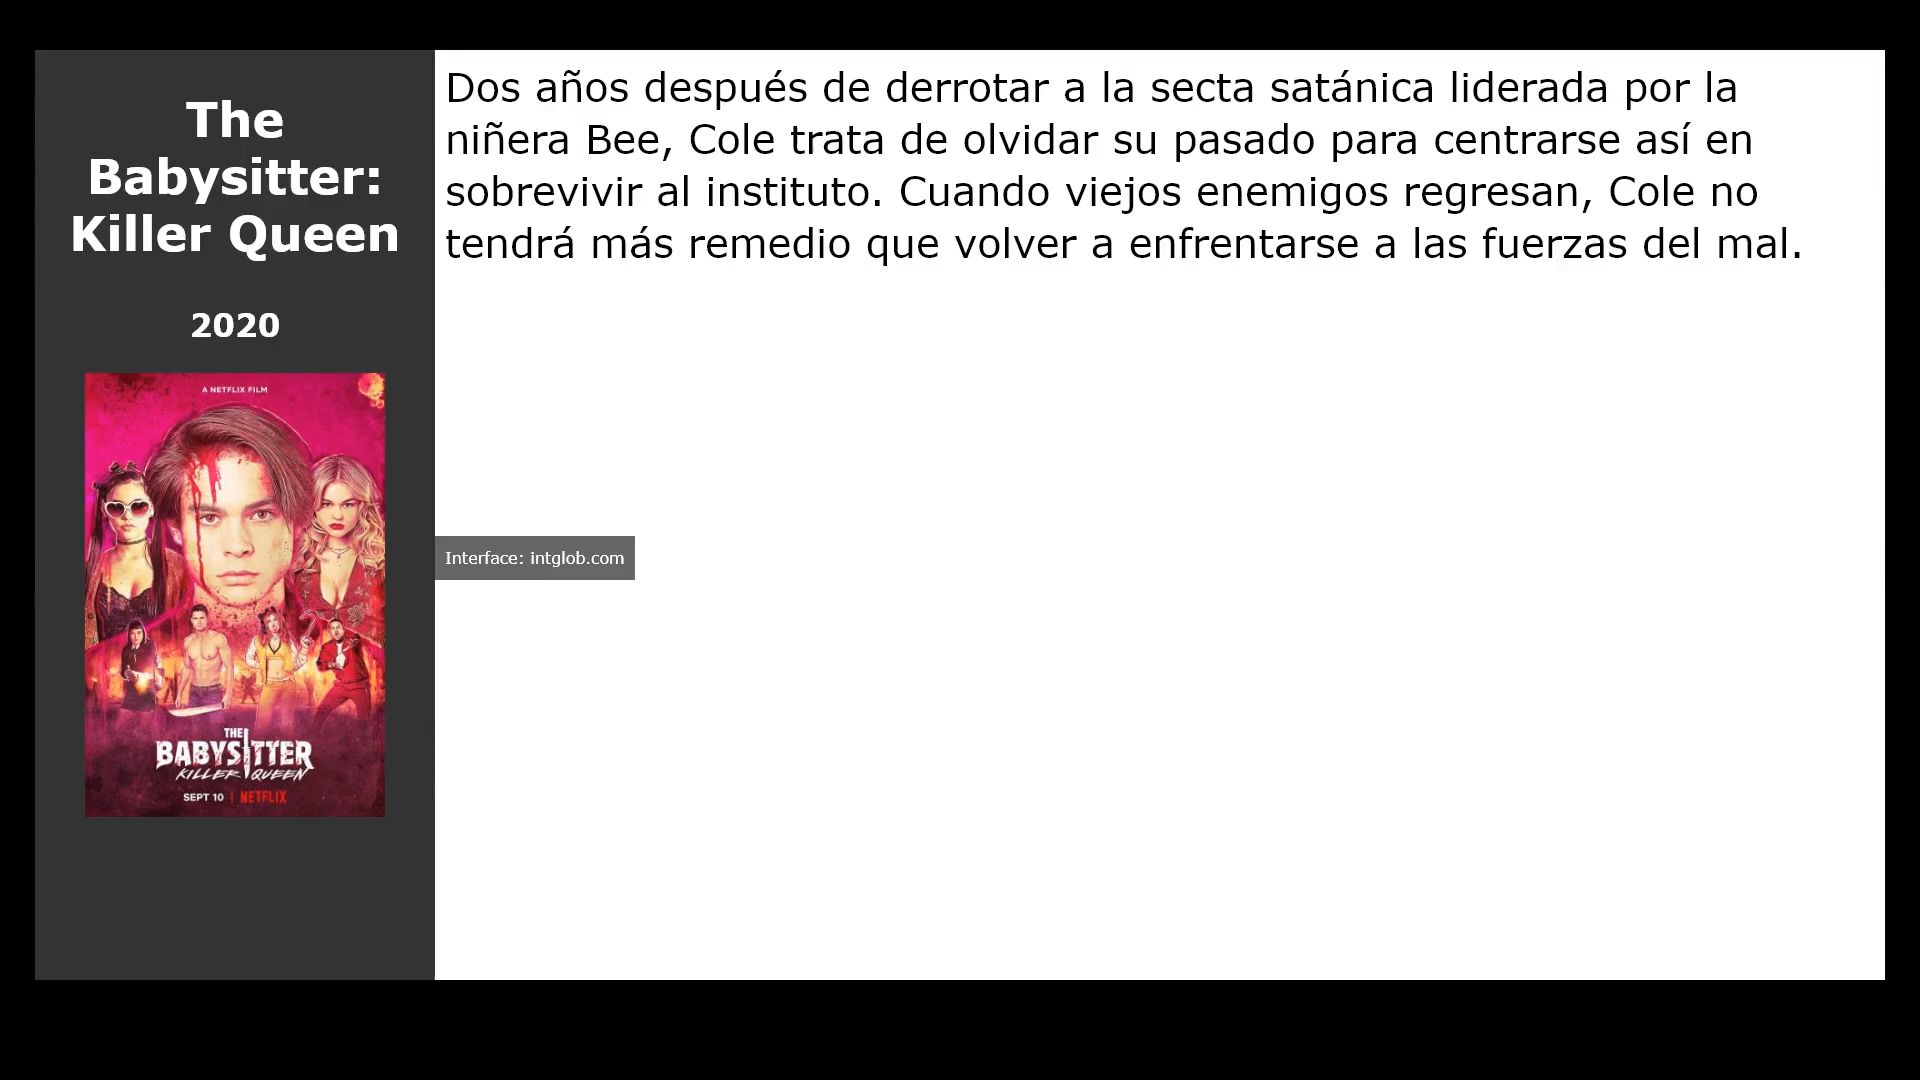 The
Babysitter:
Killer Queen
2020
A NETFLIX FILM
THE
BABYSITTER
KILLER QUEEN
SEPT 10 | NETFLIX
Dos años después de derrotar a la secta satánica liderada por la
niñera Bee, Cole trata de olvidar su pasado para centrarse así en
sobrevivir al instituto. Cuando viejos enemigos regresan, Cole no
tendrá más remedio que volver a enfrentarse a las fuerzas del mal.
Interface: intglob.com